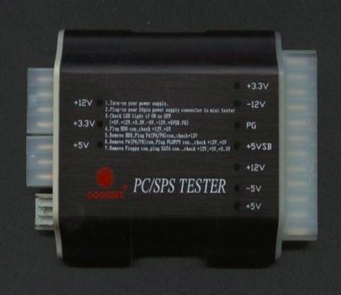 +12V
+3.3V
+5V
1.Turn-on your power supply.
2.Plug-in your 24pin power supply connector to mini tester
3.Check LED light if ON or OFF
(+5V,+12V,+3.3V,-5V,-12V,+5VSB,PG)
4.Plug HDD con,check +12V,+5V
5.Remove HDD,Plug P4(P6/P8)con,check+12V
6.Remove P4(P6/P8)con,Plug FLOPPY con,check +12V,+5V
7.Remove Floppy con,plug SATA con,check +12V,+5V,+3.3V
+3.3V
-12V
PG
+5VSB
+12V
-5V
+5V
COOLMAX
PC/SPS TESTER